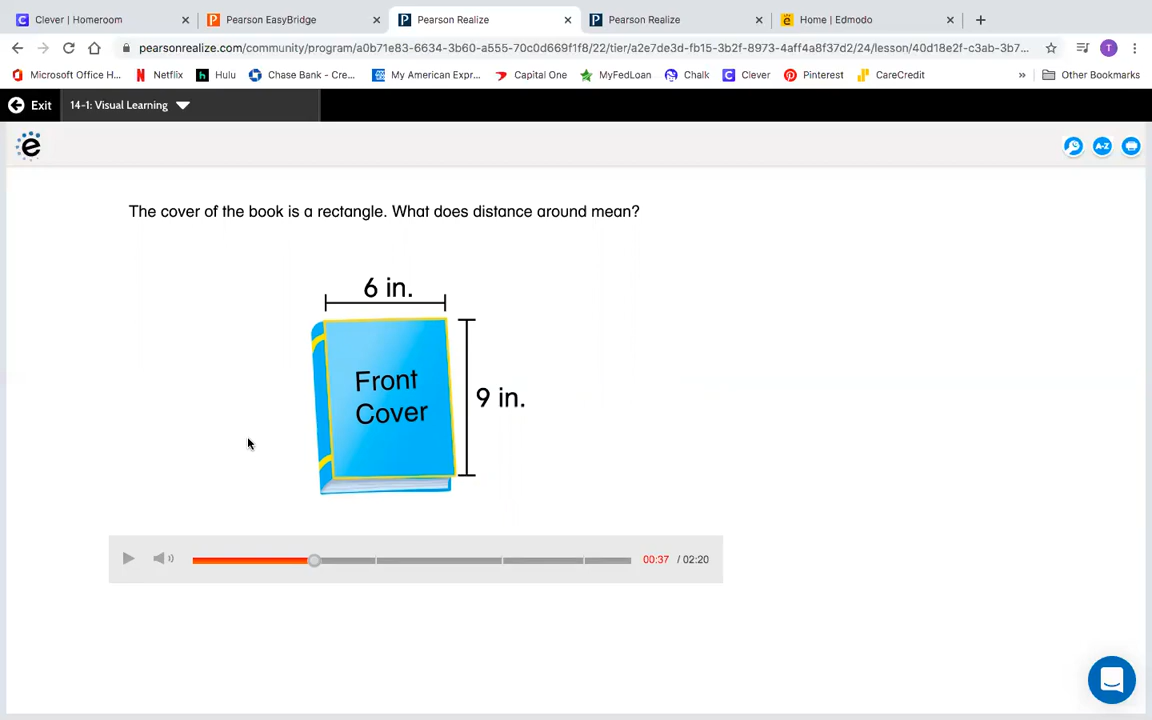 Clever | Homeroom
Pearson EasyBridge
Pearson Realize
Pearson Realize
Home | Edmodo
pearsonrealize.com/community/program/a0b71e83-6634-3b60-a555-70c0d669f1f8/22/tier/a2e7de3d-fb15-3b2f-8973-4aff4a8f37d2/24/lesson/40d18e2f-c3ab-3b7...
T
Microsoft Office H...
Netflix
Hulu
Chase Bank - Cre...
My American Expr...
Capital One
MyFedLoan
Chalk
Clever
Pinterest
CareCredit
»
Other Bookmarks
Exit
14-1: Visual Learning
e
A-Z
The cover of the book is a rectangle. What does distance around mean?
6 in.
Front
Cover
9 in.
00:37 / 02:20